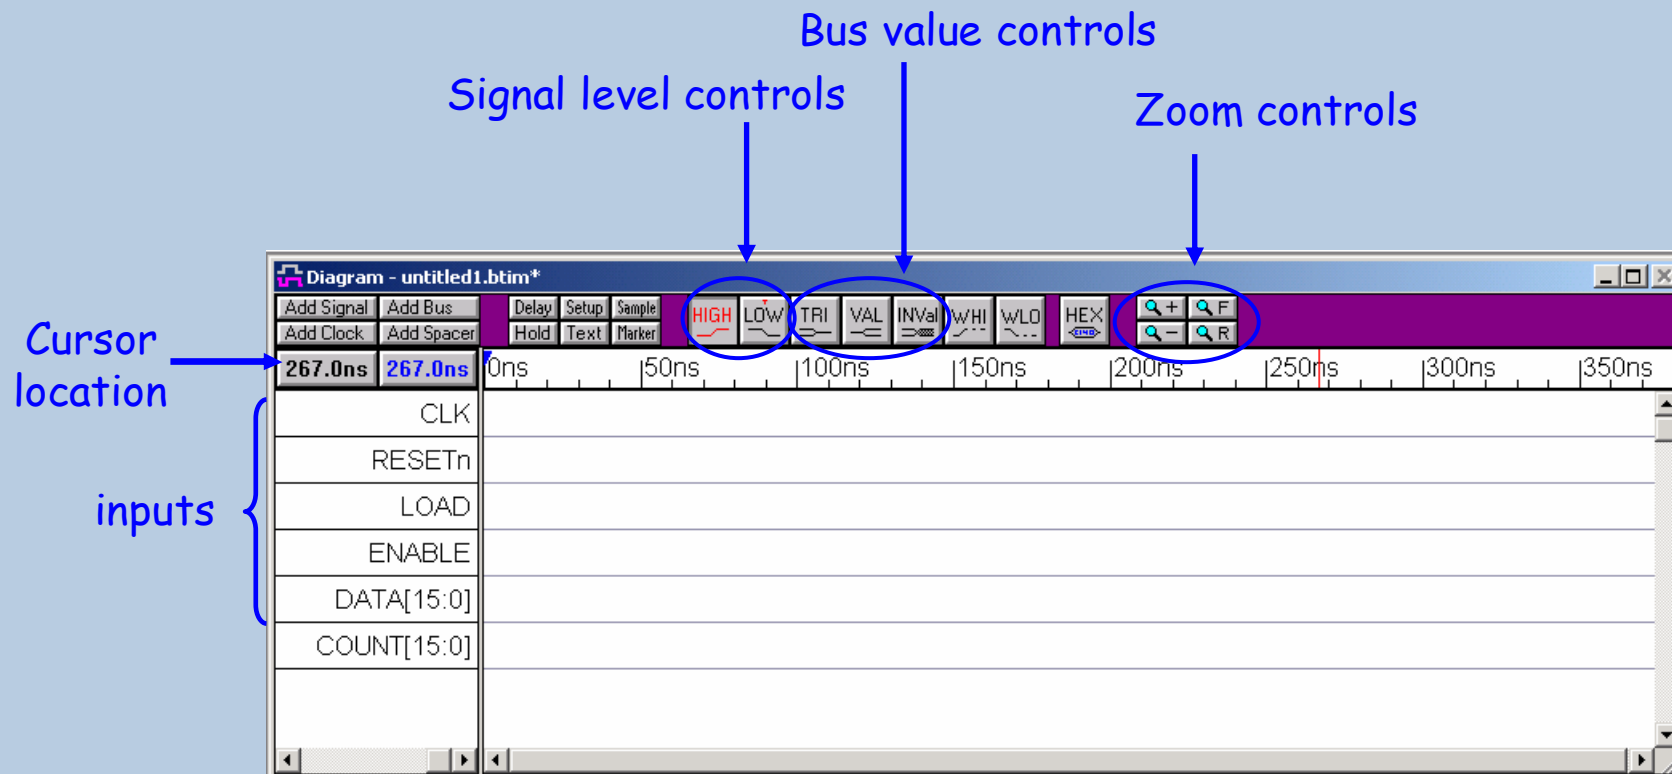 Bus value controls
Signal level controls
Zoom controls
Diagram - untitled1.btim*
Add Signal Add Bus Delay Setup Sample HIGH LOW TRI VAL INVal WHI WLO HEX + F
Add Clock Add Spacer Hold Text Marker - R
Cursor
location
267.0ns 267.0ns 0ns 50ns 100ns 150ns 200ns 250ns 300ns 350ns
inputs
CLK
RESETn
LOAD
ENABLE
DATA[15:0]
COUNT[15:0]